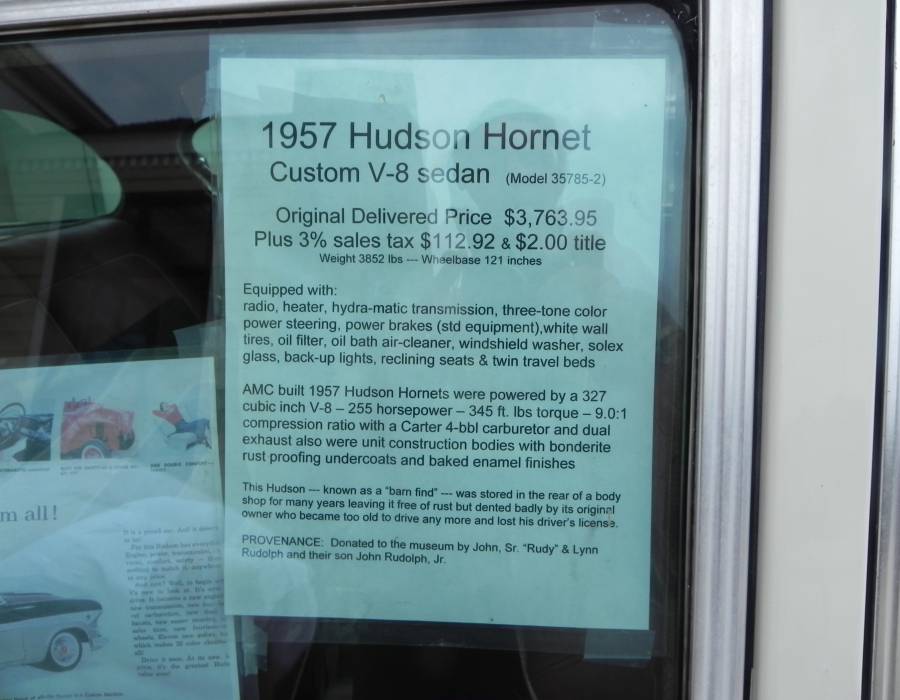 1957 Hudson Hornet
Custom V-8 sedan (Model 35785-2)
Original Delivered Price $3,763.95
Plus 3% sales tax $112.92 & $2.00 title
Weight 3852 lbs --- Wheelbase 121 inches
Equipped with:
radio, heater, hydra-matic transmission, three-tone color
power steering, power brakes (std equipment),white wall
tires, oil filter, oil bath air-cleaner, windshield washer, solex
glass, back-up lights, reclining seats & twin travel beds
AMC built 1957 Hudson Hornets were powered by a 327
cubic inch V-8 – 255 horsepower – 345 ft. lbs torque – 9.0:1
compression ratio with a Carter 4-bbl carburetor and dual
exhaust also were unit construction bodies with bonderite
rust proofing undercoats and baked enamel finishes
This Hudson --- known as a "barn find" --- was stored in the rear of a body
shop for many years leaving it free of rust but dented badly by its original
owner who became too old to drive any more and lost his driver's license.
PROVENANCE: Donated to the museum by John, Sr. "Rudy" & Lynn
Rudolph and their son John Rudolph, Jr.
m all!